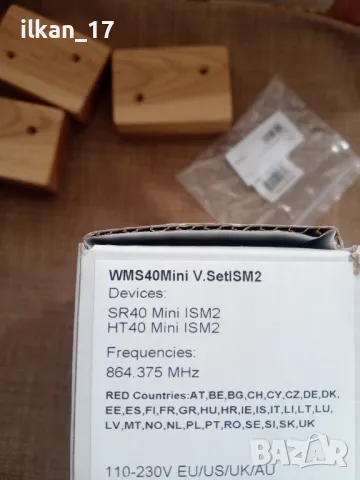 ilkan_17
WMS40Mini V.SetISM2
Devices:
SR40 Mini ISM2
HT40 Mini ISM2
Frequencies:
864.375 MHz
RED Countries:AT,BE,BG,CH,CY,CZ,DE,DK,
EE,ES,FI,FR,GR,HU,HR,IE,IS,IT,LI,LT,LU,
LV,MT,NO,NL,PL,PT,RO,SE,SI,SK,UK
110-230V EU/US/UK/AU
bazar